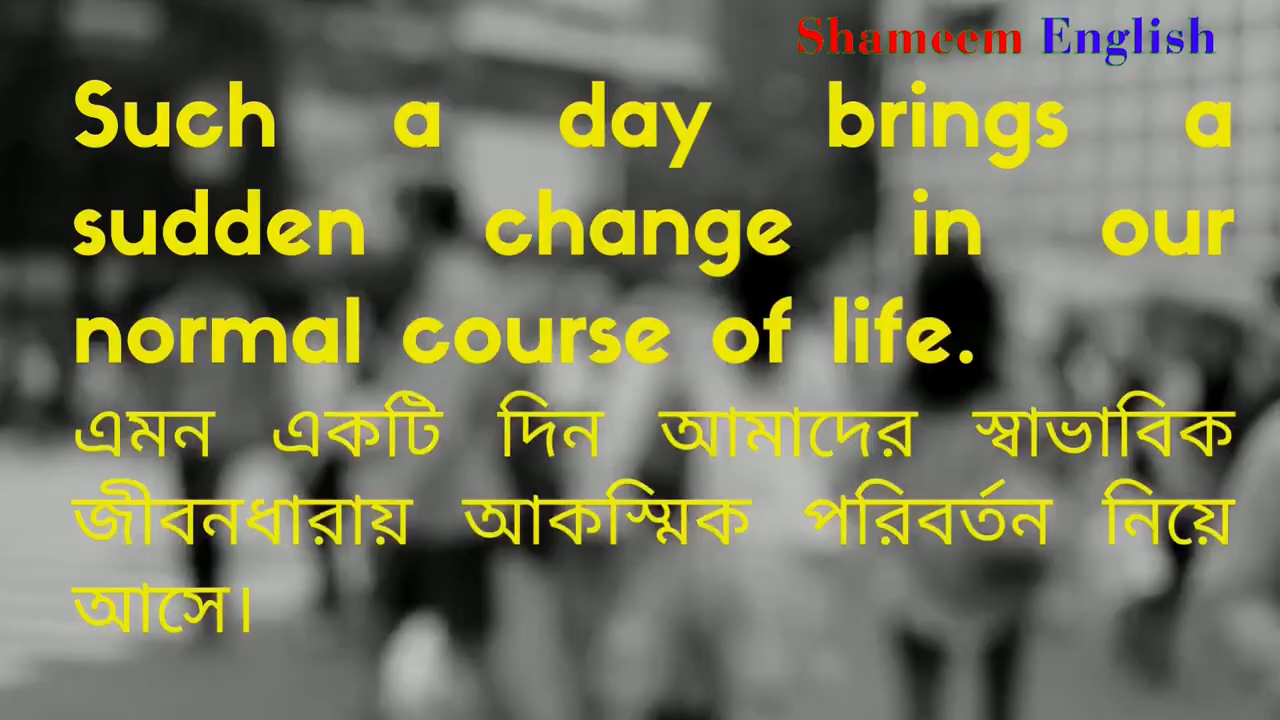 Shameem English
Such a day brings a
sudden change in our
normal course of life.
এমন একটি দিন আমাদের স্বাভাবিক
জীবনধারায় আকস্মিক পরিবর্তন নিয়ে
আসে।